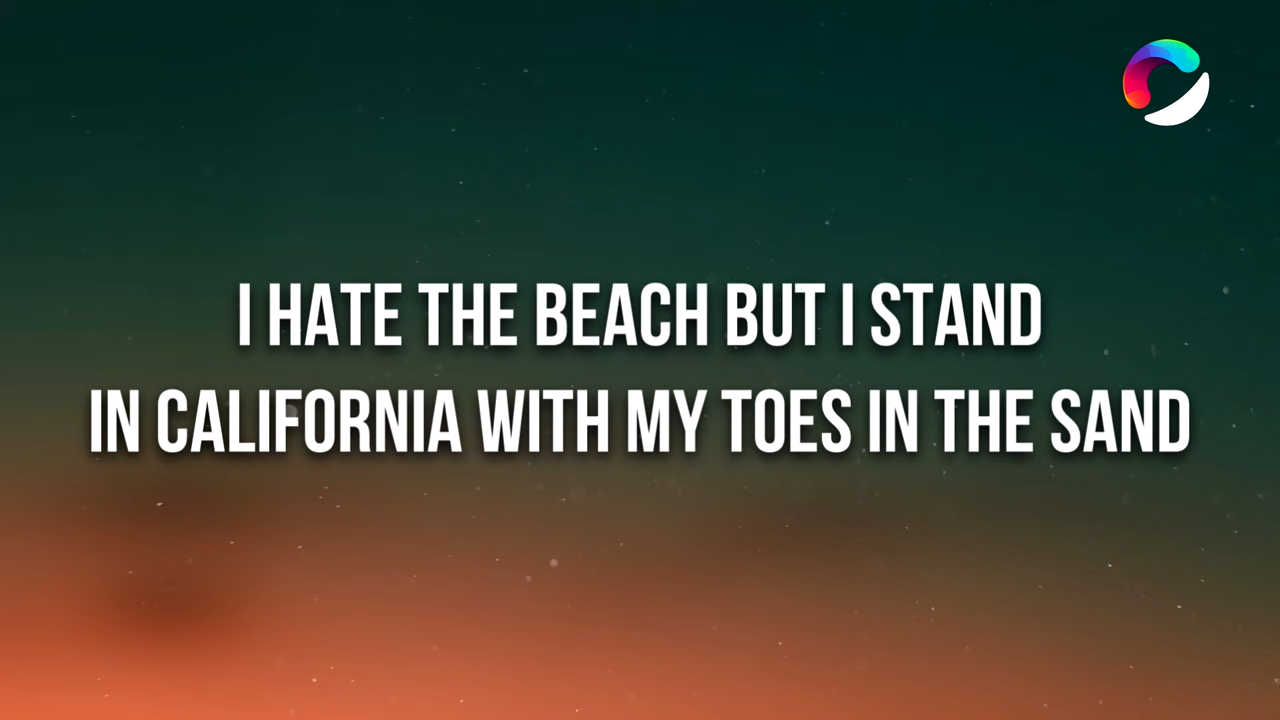 I HATE THE BEACH BUT I STAND
IN CALIFORNIA WITH MY TOES IN THE SAND